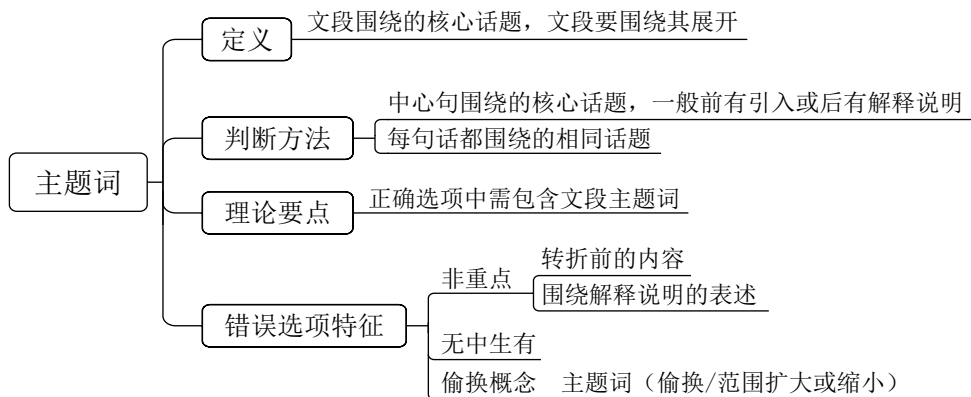 定义
文段围绕的核心话题，文段要围绕其展开
中心句围绕的核心话题，一般前有引入或后有解释说明
判断方法
每句话都围绕的相同话题
主题词
理论要点
正确选项中需包含文段主题词
转折前的内容
非重点
围绕解释说明的表述
错误选项特征
无中生有
偷换概念 主题词（偷换/范围扩大或缩小）